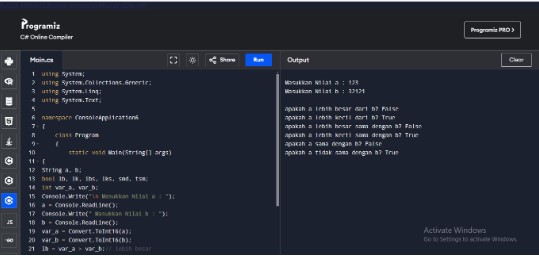 Programiz
C# Online Compiler
Programiz PRO >
Main.cs
Share
Run
Output
Clear
1 using System;
2 using System.Collections.Generic;
3 using System.Linq;
4 using System.Text;
5
6 namespace ConsoleApplication6
7 {
8 class Program
9 {
10 static void Main(String[] args)
11 {
12 String a, b;
13 bool lb, lk, lbs, lks, smd, tsm;
14 int var_a, var_b;
15 Console.Write("\n Masukkan Nilai a : ");
16 a = Console.ReadLine();
17 Console.Write(" Masukkan Nilai b : ");
18 b = Console.ReadLine();
19 var_a = Convert.ToInt16(a);
20 var_b = Convert.ToInt16(b);
21 lb = var_a > var_b;// lebih besar
Masukkan Nilai a : 123
Masukkan Nilai b : 32121
apakah a lebih besar dari b? False
apakah a lebih kecil dari b? True
apakah a lebih besar sama dengan b? False
apakah a lebih kecil sama dengan b? True
apakah a sama dengan b? False
apakah a tidak sama dengan b? True
JS
Activate Windows
Go to Settings to activate Windows.